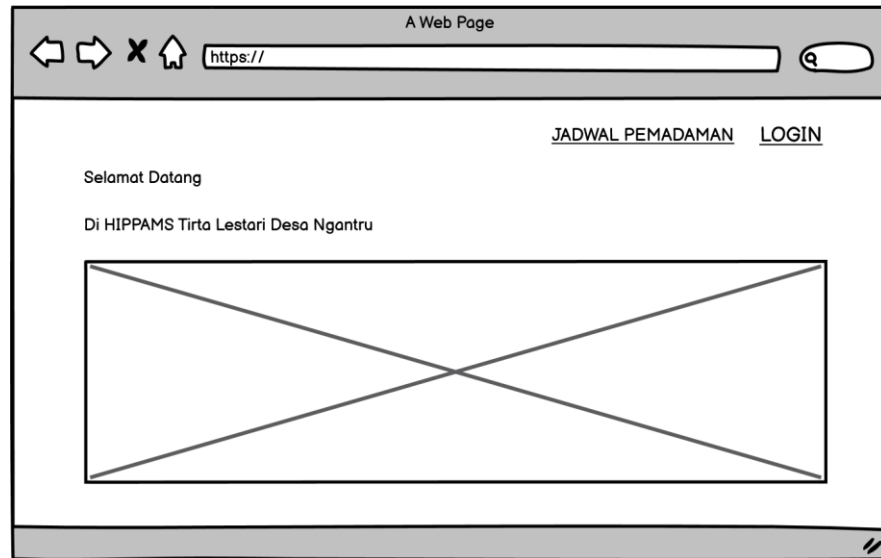 A Web Page
https://
JADWAL PEMADAMAN LOGIN
Selamat Datang
Di HIPPAMS Tirta Lestari Desa Ngantru